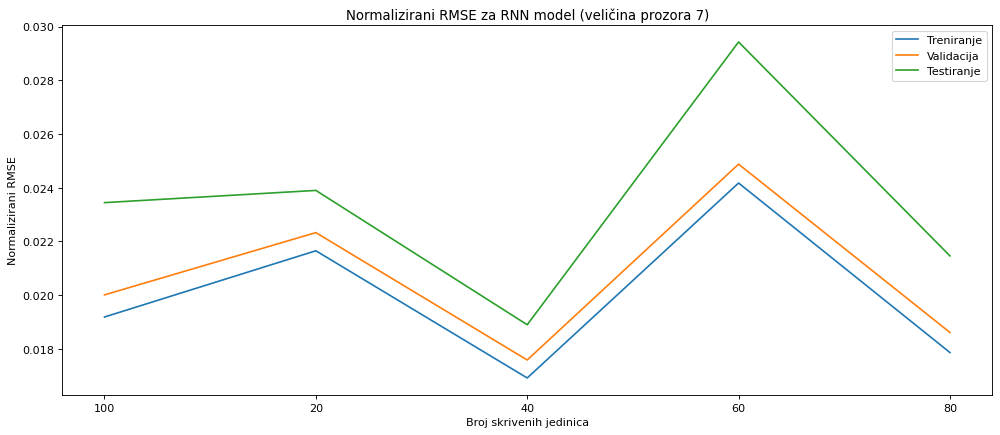 Normalizirani RMSE za RNN model (veličina prozora 7)
Normalizirani RMSE
0.030
0.028
0.026
0.024
0.022
0.020
0.018
Treniranje
Validacija
Testiranje
100 20 40 60 80
Broj skrivenih jedinica